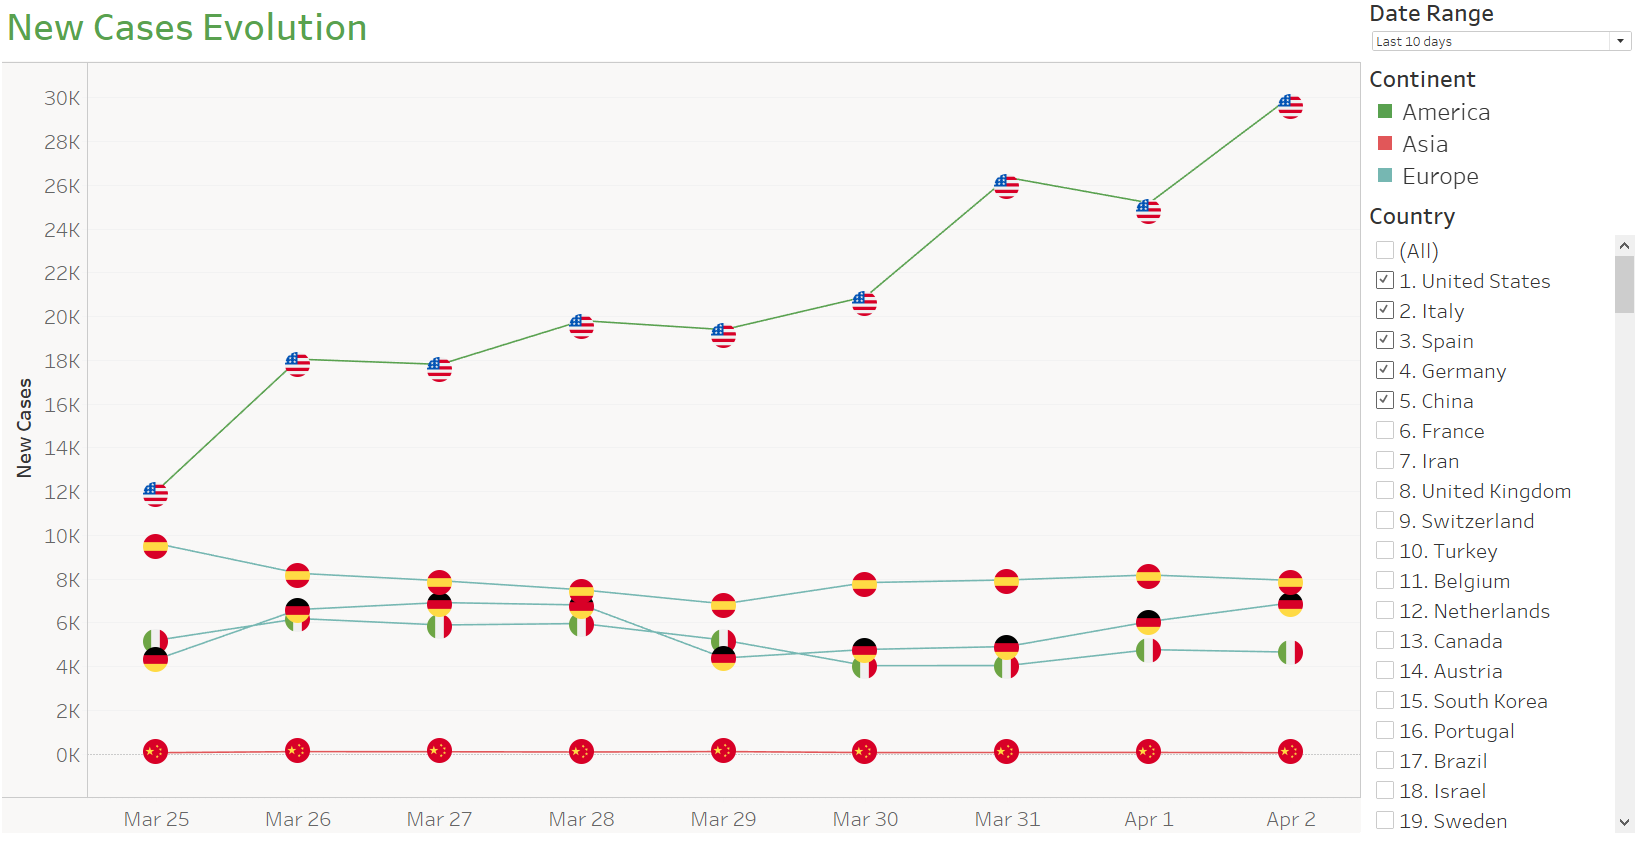 New Cases Evolution
30K
28K
26K
24K
22K
20K
18K
16K
14K
12K
10K
8K
6K
4K
2K
0K
New Cases
Mar 25
Mar 26
Mar 27
Mar 28
Mar 29
Mar 30
Mar 31
Apr 1
Apr 2
Date Range
Last 10 days
Continent
America
Asia
Europe
Country
(All)
1. United States
2. Italy
3. Spain
4. Germany
5. China
6. France
7. Iran
8. United Kingdom
9. Switzerland
10. Turkey
11. Belgium
12. Netherlands
13. Canada
14. Austria
15. South Korea
16. Portugal
17. Brazil
18. Israel
19. Sweden